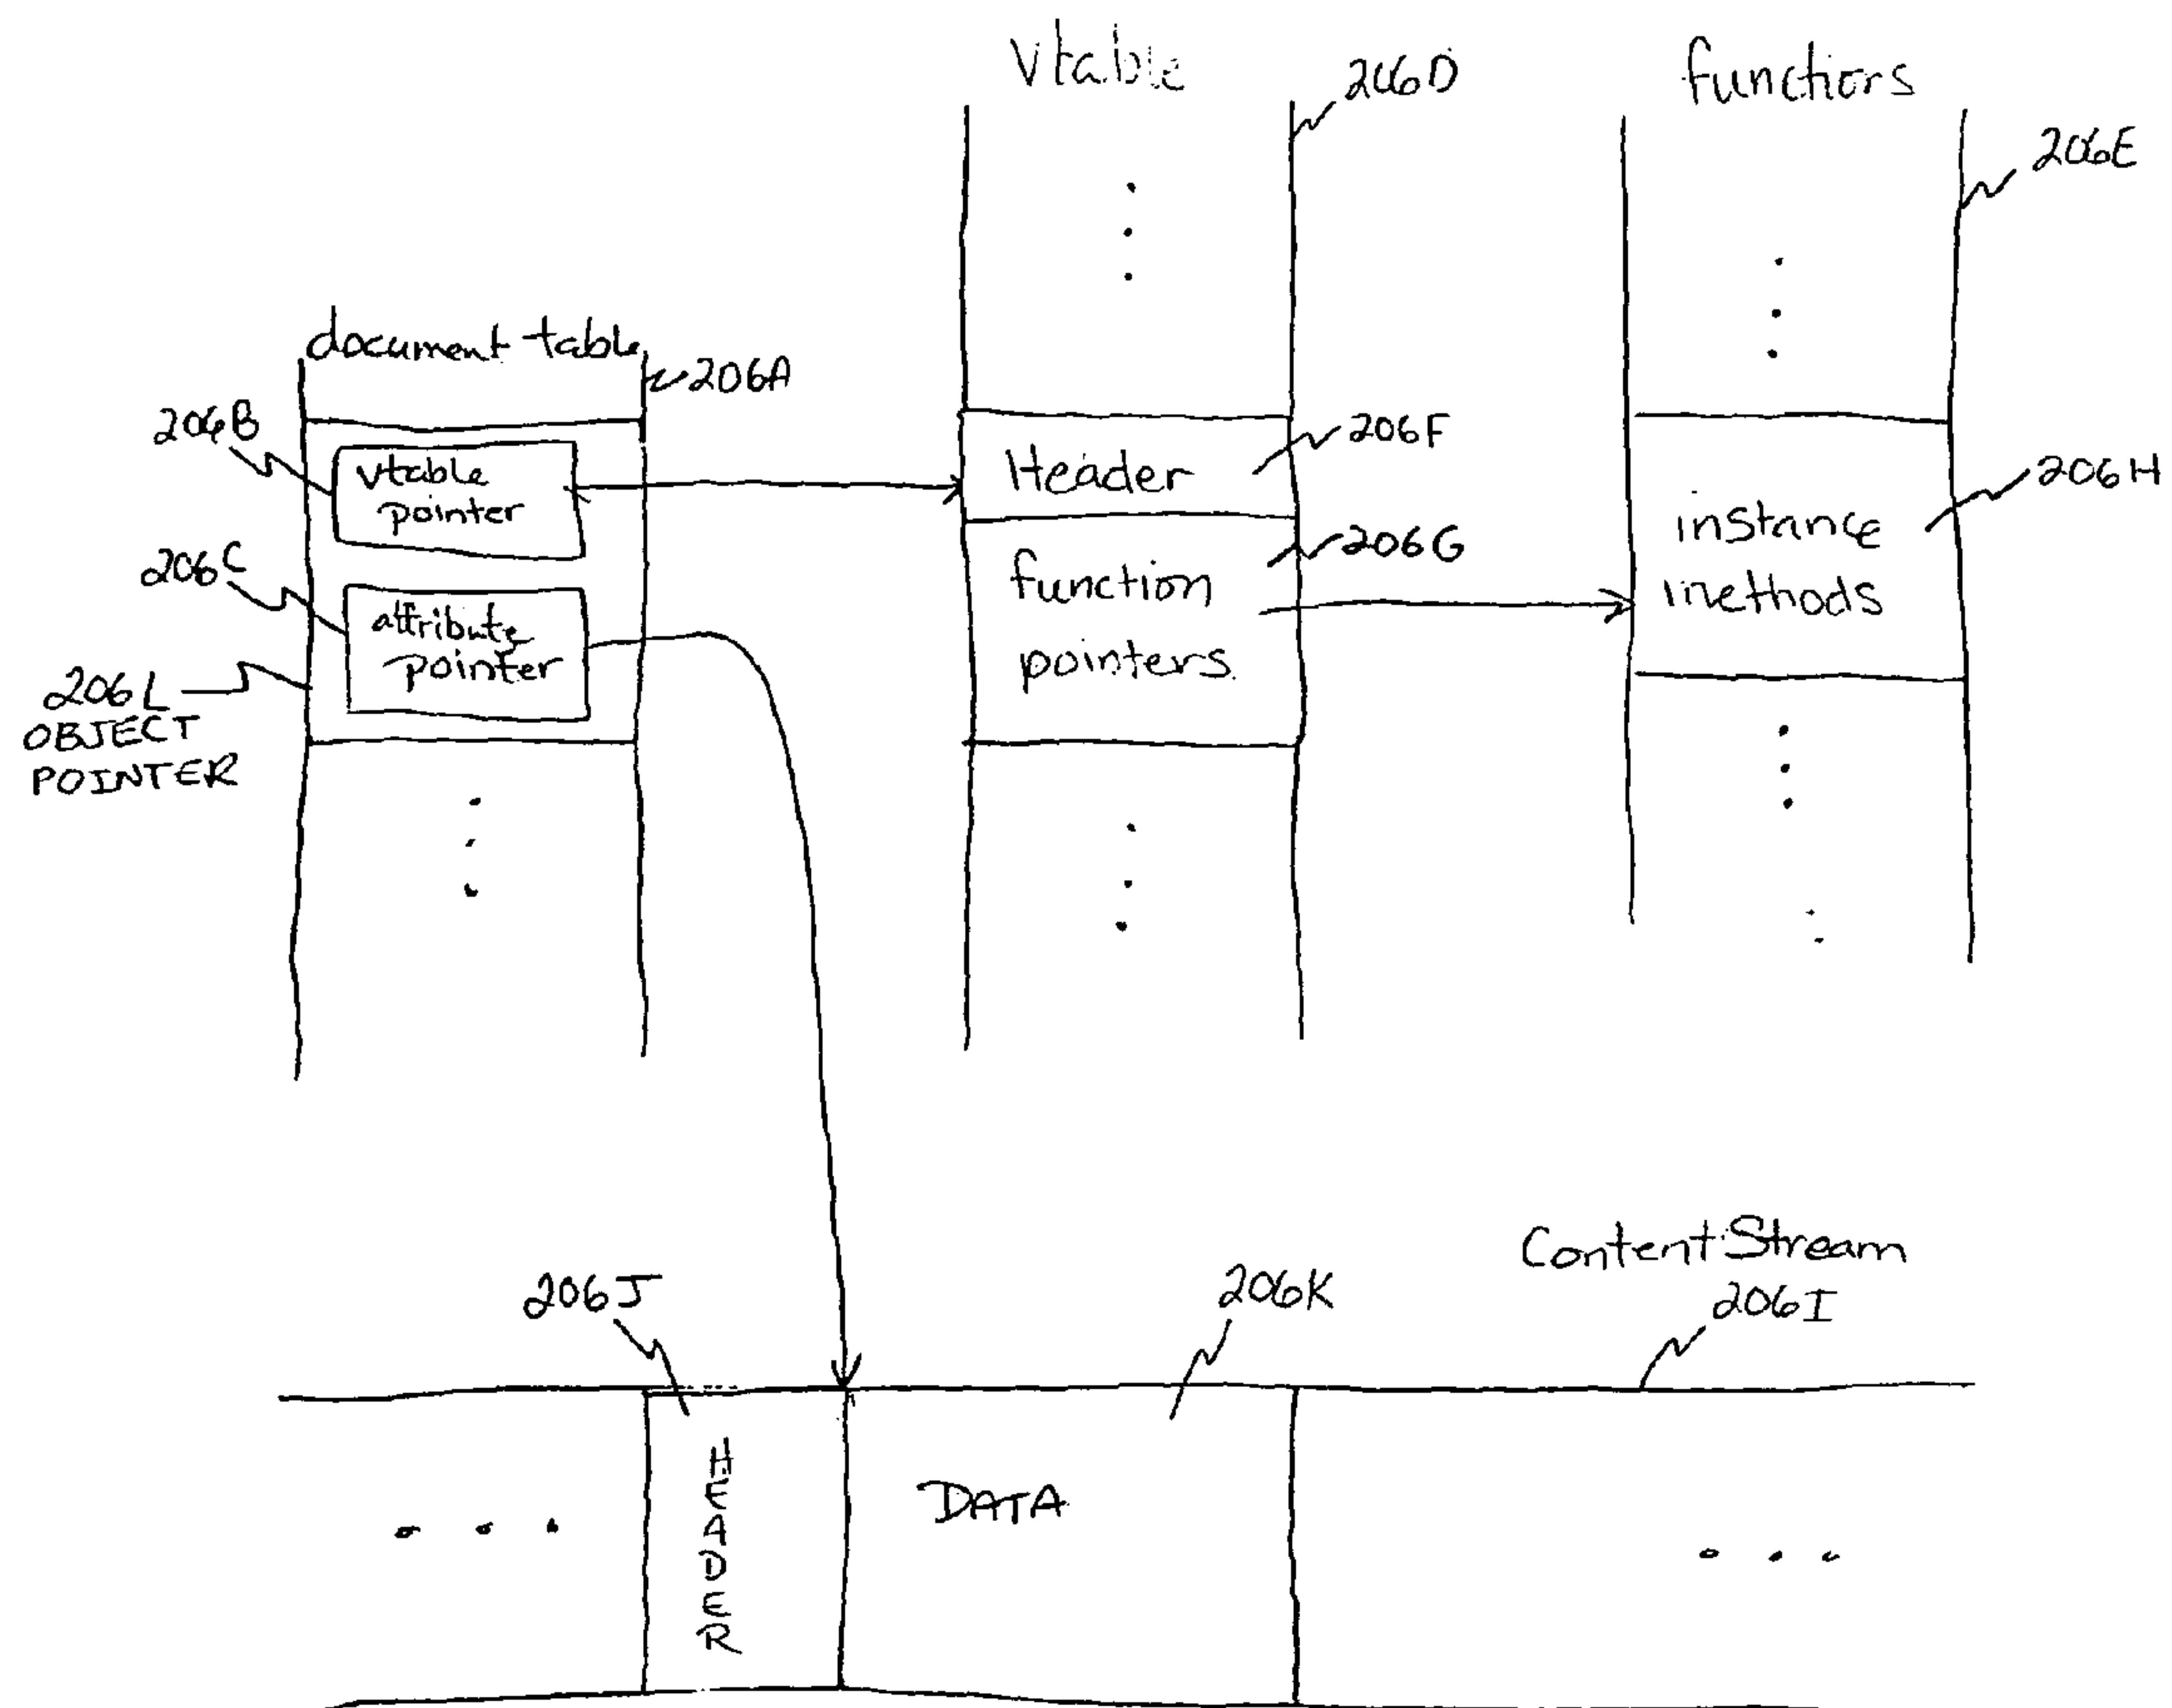 Vtable
206D
functions
206E
document table
206A
206B
vtable
pointer
Header
206F
206H
instance
methods
206C
attribute
pointer
function
pointers.
206G
206L
OBJECT
POINTER
Content Stream
206I
206J
206K
HEADER
DATA